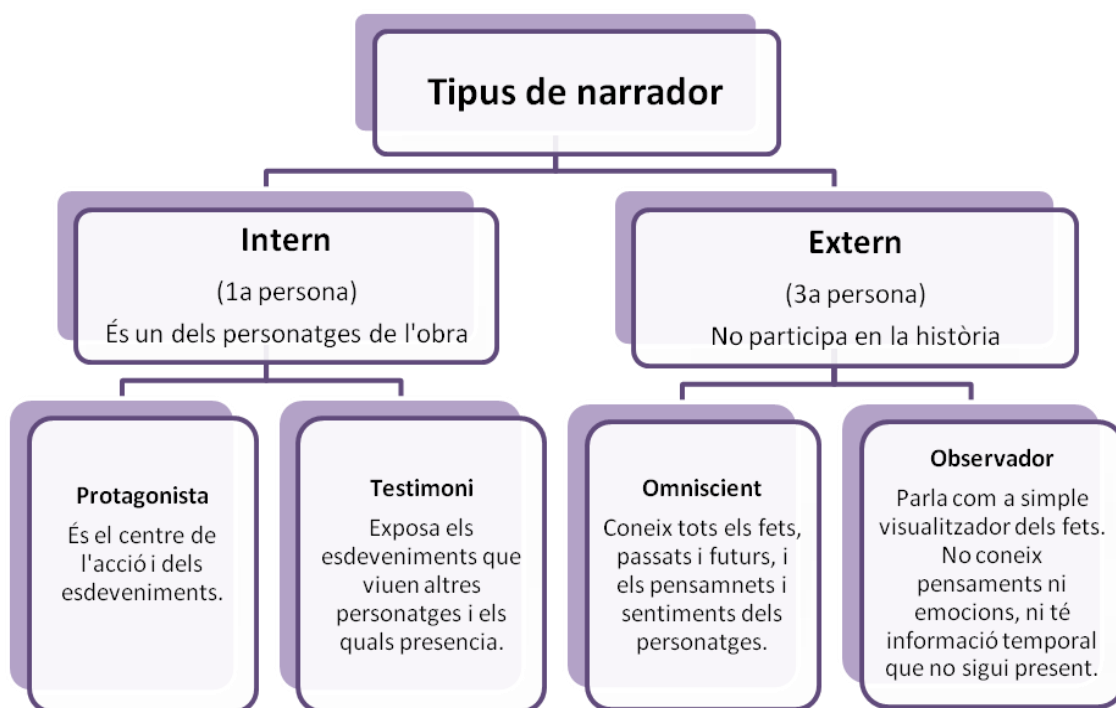 Tipus de narrador
Intern
(1a persona)
És un dels personatges de l'obra
Extern
(3a persona)
No participa en la història
Protagonista
És el centre de
l'acció i dels
esdeveniments.
Testimoni
Exposa els
esdeveniments que
viuen altres
personatges i els
quals presencia.
Omniscient
Coneix tots els fets,
passats i futurs, i
els pensamnets i
sentiments dels
personatges.
Observador
Parla com a simple
visualitzador dels fets.
No coneix
pensaments ni
emocions, ni té
informació temporal
que no sigui present.